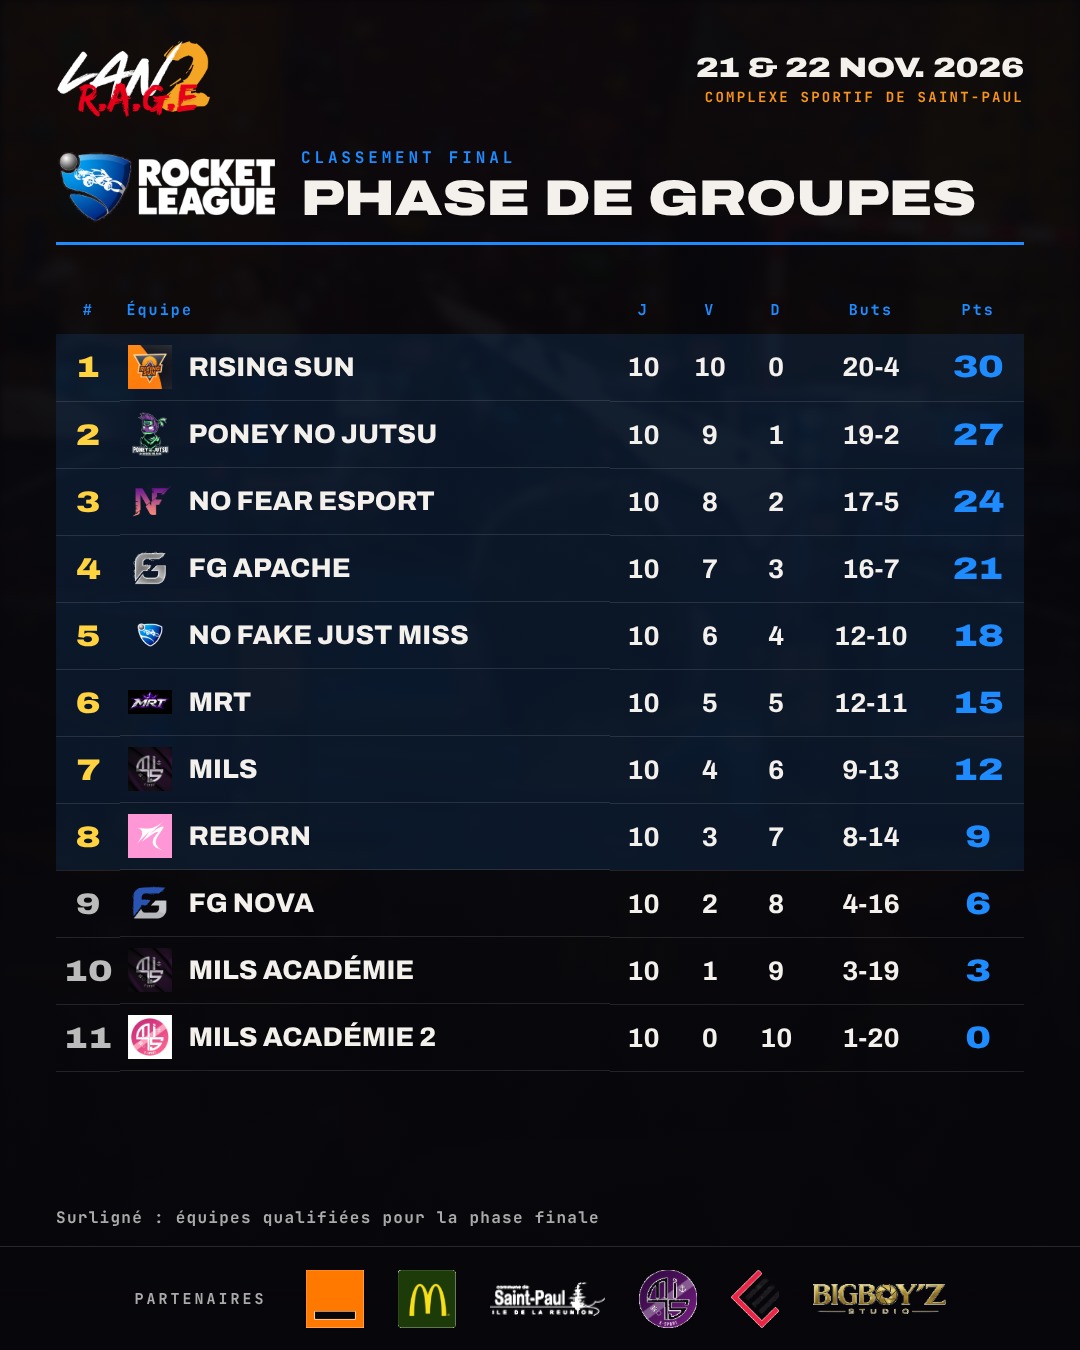 LAN2
R.A.G.E
21 & 22 NOV. 2026
COMPLEXE SPORTIF DE SAINT-PAUL
ROCKET
LEAGUE
CLASSEMENT FINAL
PHASE DE GROUPES
# Équipe J V D Buts Pts
1 RISING SUN 10 10 0 20-4 30
2 PONEY NO JUTSU 10 9 1 19-2 27
3 NO FEAR ESPORT 10 8 2 17-5 24
4 FG APACHE 10 7 3 16-7 21
5 NO FAKE JUST MISS 10 6 4 12-10 18
6 MRT MRT 10 5 5 12-11 15
7 MILS 10 4 6 9-13 12
8 REBORN 10 3 7 8-14 9
9 FG NOVA 10 2 8 4-16 6
10 MILS ACADÉMIE 10 1 9 3-19 3
11 MILS ACADÉMIE 2 10 0 10 1-20 0
Surligné : équipes qualifiées pour la phase finale
PARTENAIRES
commune de
Saint-Paul
ILE DE LA REUNION
BIGBOY'Z
STUDIO